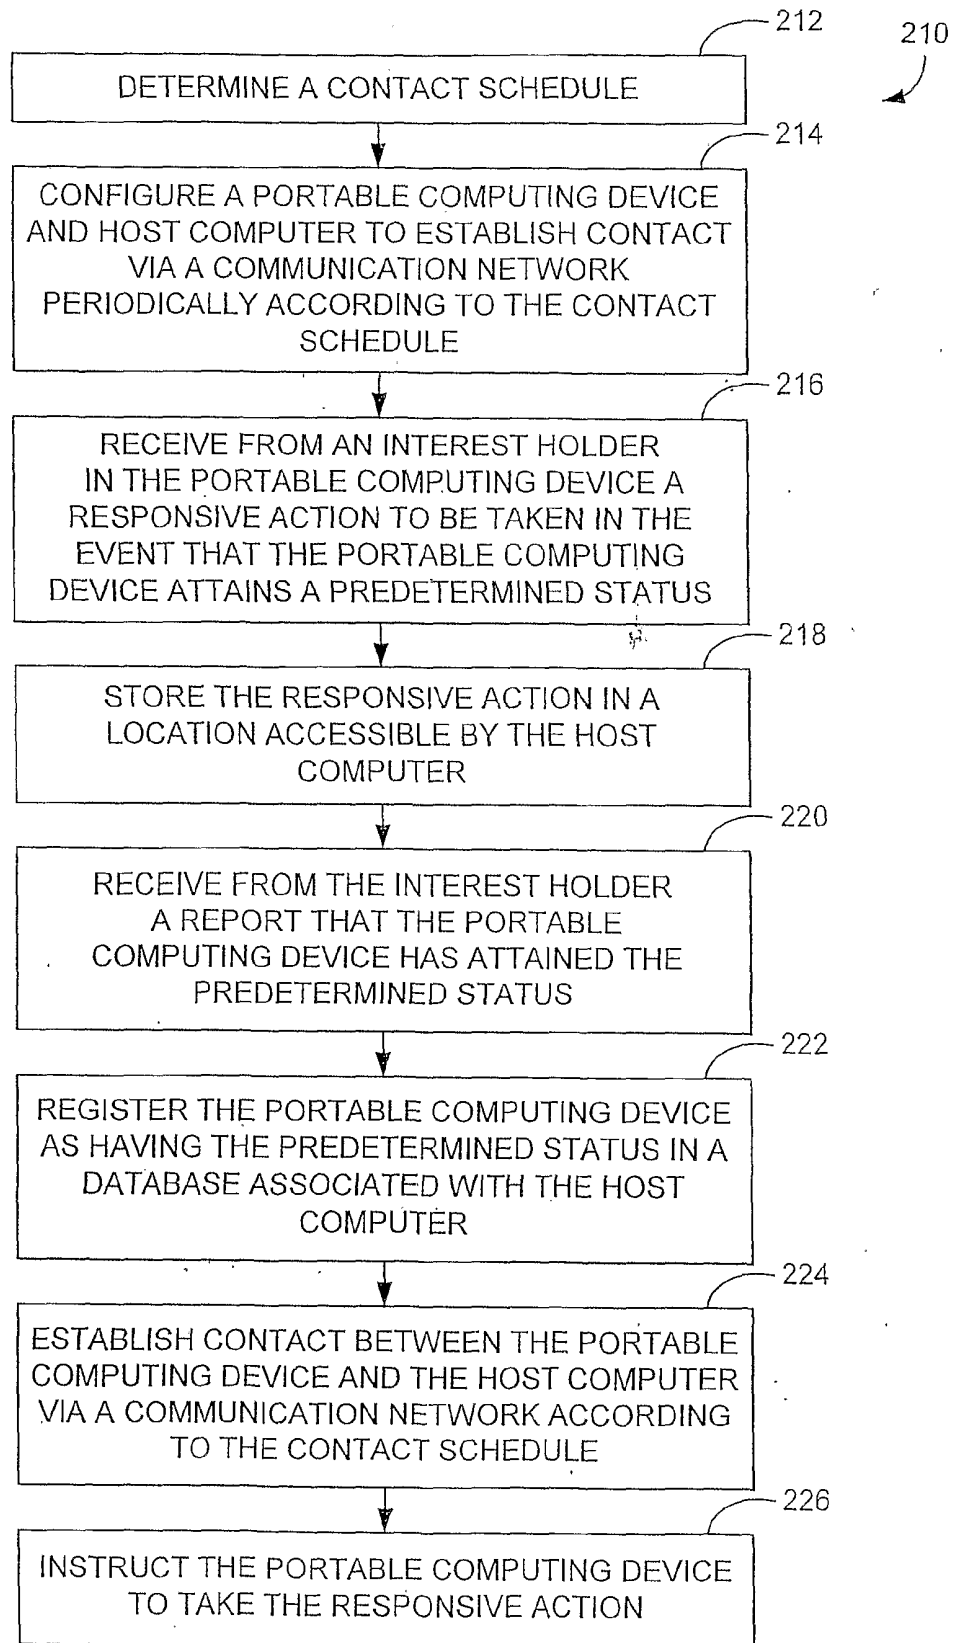 212
210
DETERMINE A CONTACT SCHEDULE
214
CONFIGURE A PORTABLE COMPUTING DEVICE
AND HOST COMPUTER TO ESTABLISH CONTACT
VIA A COMMUNICATION NETWORK
PERIODICALLY ACCORDING TO THE CONTACT
SCHEDULE
216
RECEIVE FROM AN INTEREST HOLDER
IN THE PORTABLE COMPUTING DEVICE A
RESPONSIVE ACTION TO BE TAKEN IN THE
EVENT THAT THE PORTABLE COMPUTING
DEVICE ATTAINS A PREDETERMINED STATUS
218
STORE THE RESPONSIVE ACTION IN A
LOCATION ACCESSIBLE BY THE HOST
COMPUTER
220
RECEIVE FROM THE INTEREST HOLDER
A REPORT THAT THE PORTABLE
COMPUTING DEVICE HAS ATTAINED THE
PREDETERMINED STATUS
222
REGISTER THE PORTABLE COMPUTING DEVICE
AS HAVING THE PREDETERMINED STATUS IN A
DATABASE ASSOCIATED WITH THE HOST
COMPUTER
224
ESTABLISH CONTACT BETWEEN THE PORTABLE
COMPUTING DEVICE AND THE HOST COMPUTER
VIA A COMMUNICATION NETWORK ACCORDING
TO THE CONTACT SCHEDULE
226
INSTRUCT THE PORTABLE COMPUTING DEVICE
TO TAKE THE RESPONSIVE ACTION